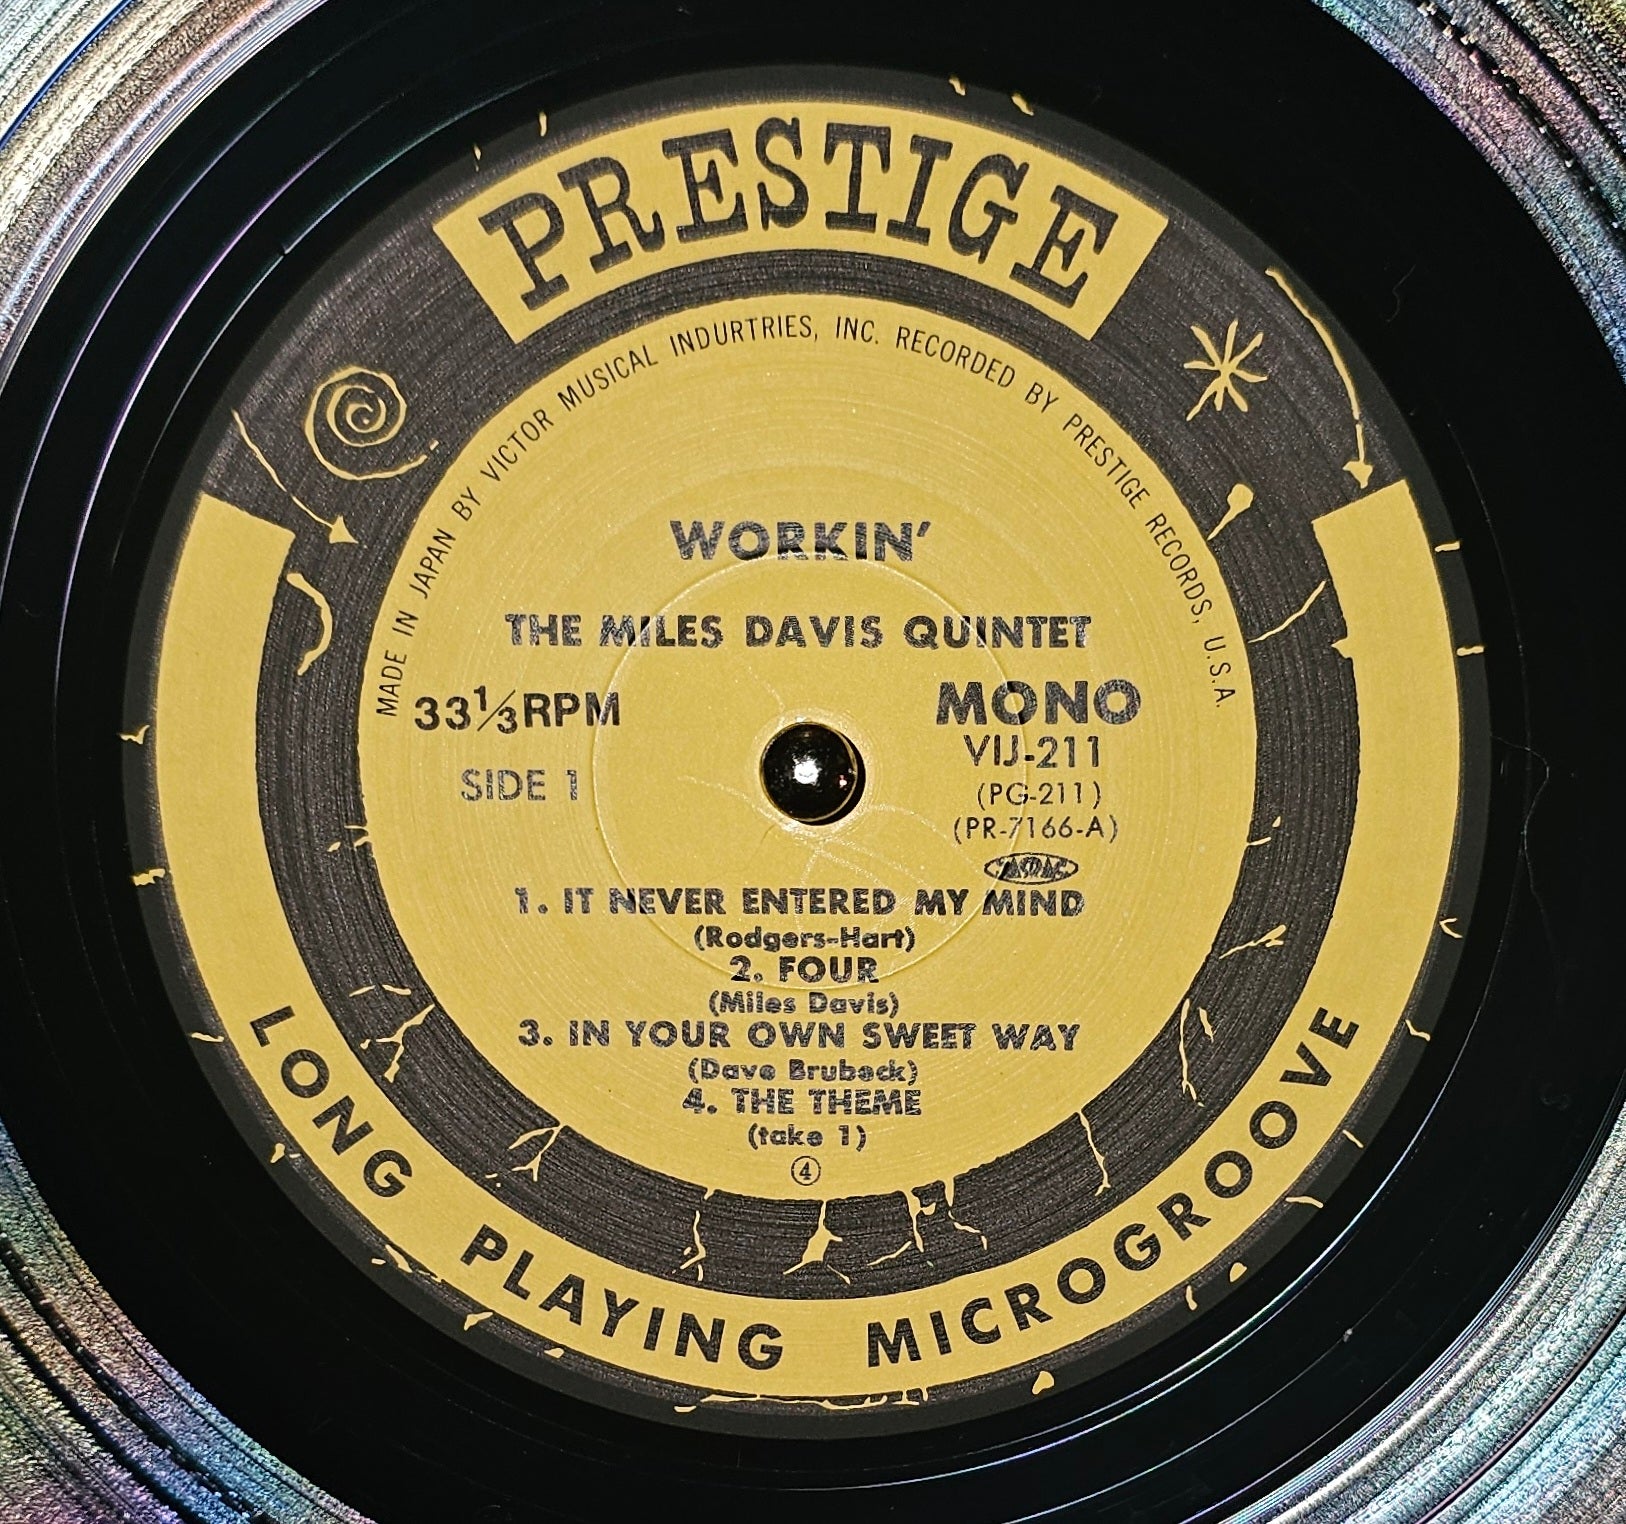 PRESTIGE
MADE IN JAPAN BY VICTOR MUSICAL INDURTRIES, INC. RECORDED BY PRESTIGE RECORDS, U.S.A.
WORKIN'
THE MILES DAVIS QUINTET
33⅓RPM
MONO
VIJ-211
SIDE 1
(PG-211)
(PR-7166-A)
1. IT NEVER ENTERED MY MIND
(Rodgers-Hart)
2. FOUR
(Miles Davis)
3. IN YOUR OWN SWEET WAY
(Dave Brubeck)
4. THE THEME
(take 1)
④
LONG PLAYING MICROGROOVE